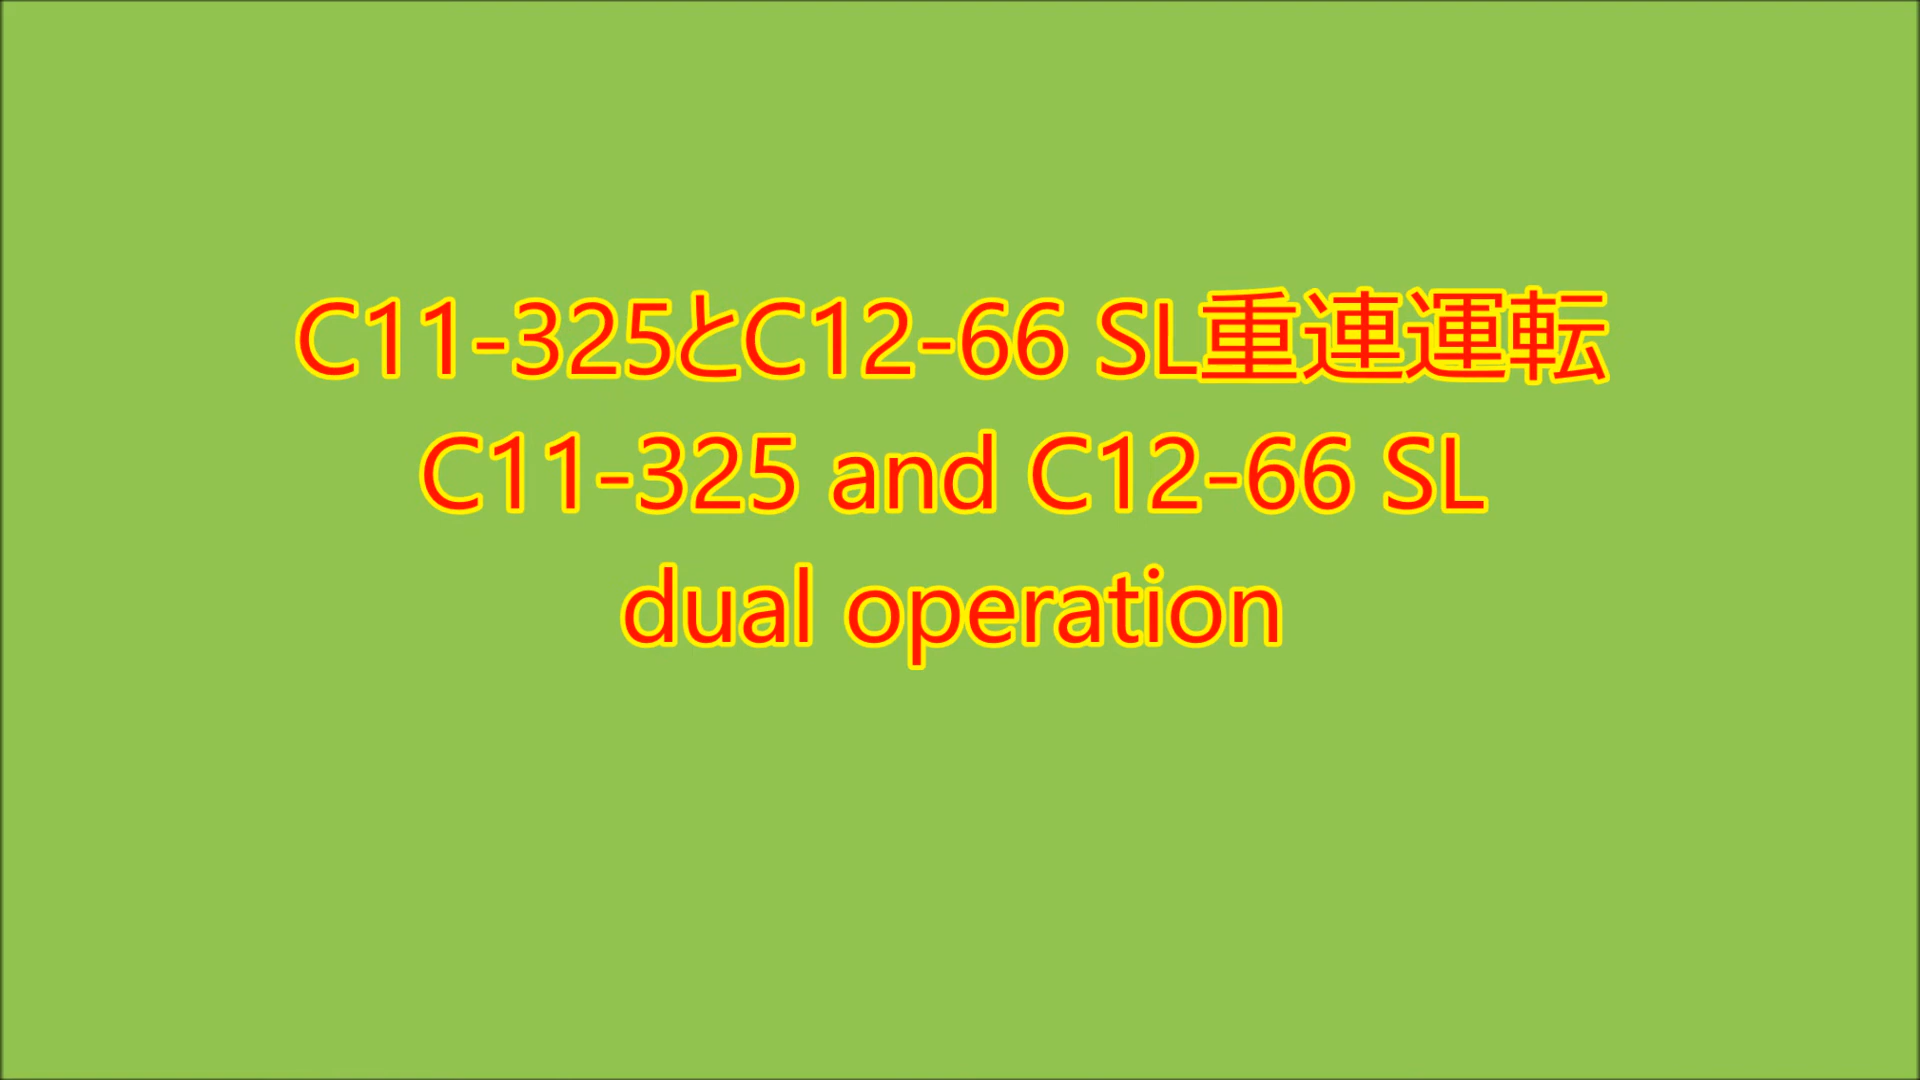 C11-325とC12-66 SL重連運転
C11-325 and C12-66 SL
dual operation